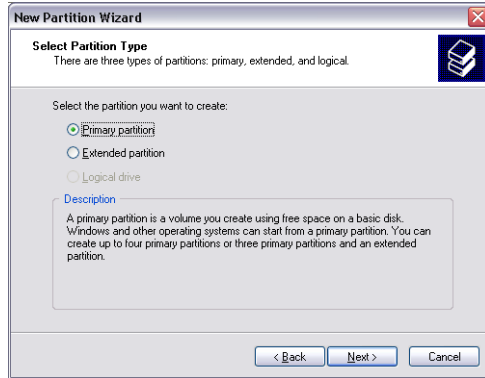 New Partition Wizard
Select Partition Type
There are three types of partitions: primary, extended, and logical.
Select the partition you want to create:
Primary partition
Extended partition
Logical drive
Description
A primary partition is a volume you create using free space on a basic disk.
Windows and other operating systems can start from a primary partition. You can
create up to four primary partitions or three primary partitions and an extended
partition.
< Back
Next >
Cancel